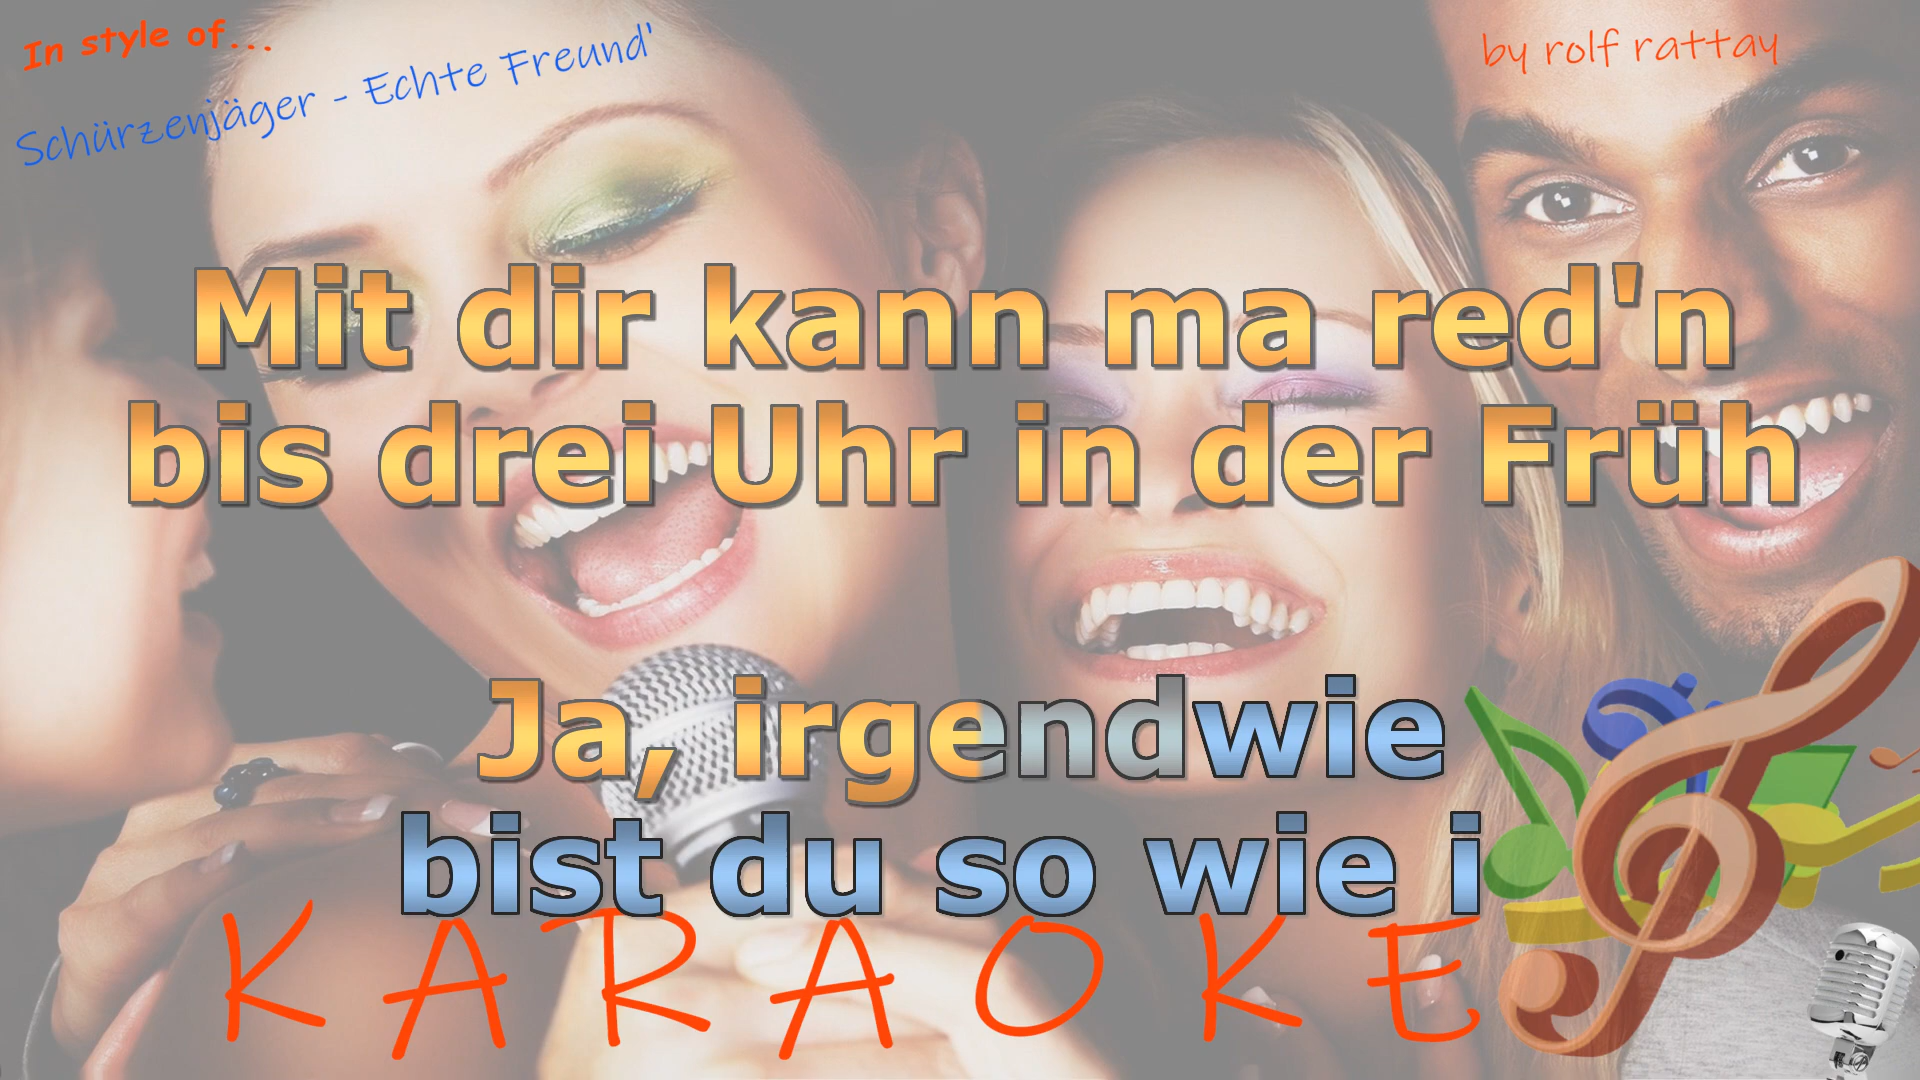 In style of...
Schürzenjäger - Echte Freund'
by rolf rattay
Mit dir kann ma red'n
bis drei Uhr in der Früh
Ja, irgendwie
bist du so wie i
KARAOKE